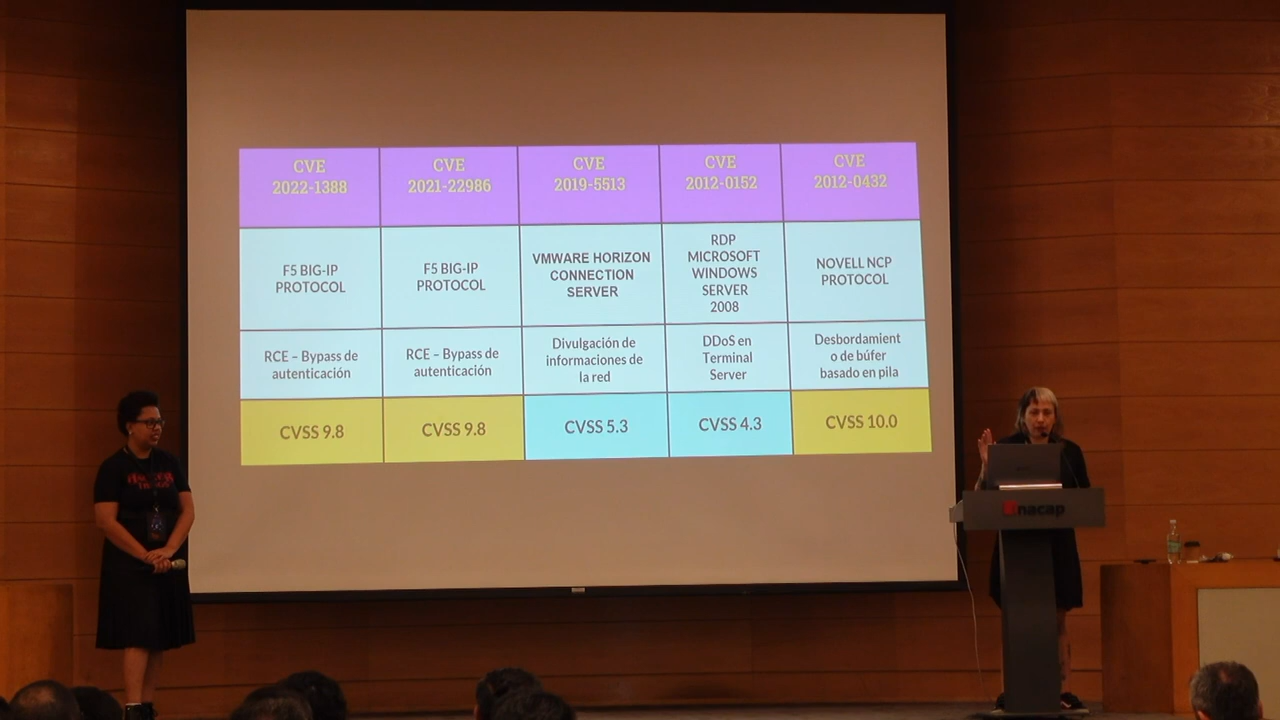 CVE
2022-1388
CVE
2021-22986
CVE
2019-5513
CVE
2012-0152
CVE
2012-0432
F5 BIG-IP
PROTOCOL
F5 BIG-IP
PROTOCOL
VMWARE HORIZON
CONNECTION
SERVER
RDP
MICROSOFT
WINDOWS
SERVER
2008
NOVELL NCP
PROTOCOL
RCE – Bypass de
autenticación
RCE – Bypass de
autenticación
Divulgación de
informaciones de
la red
DDoS en
Terminal
Server
Desbordamient
o de búfer
basado en pila
CVSS 9.8
CVSS 9.8
CVSS 5.3
CVSS 4.3
CVSS 10.0
inacap